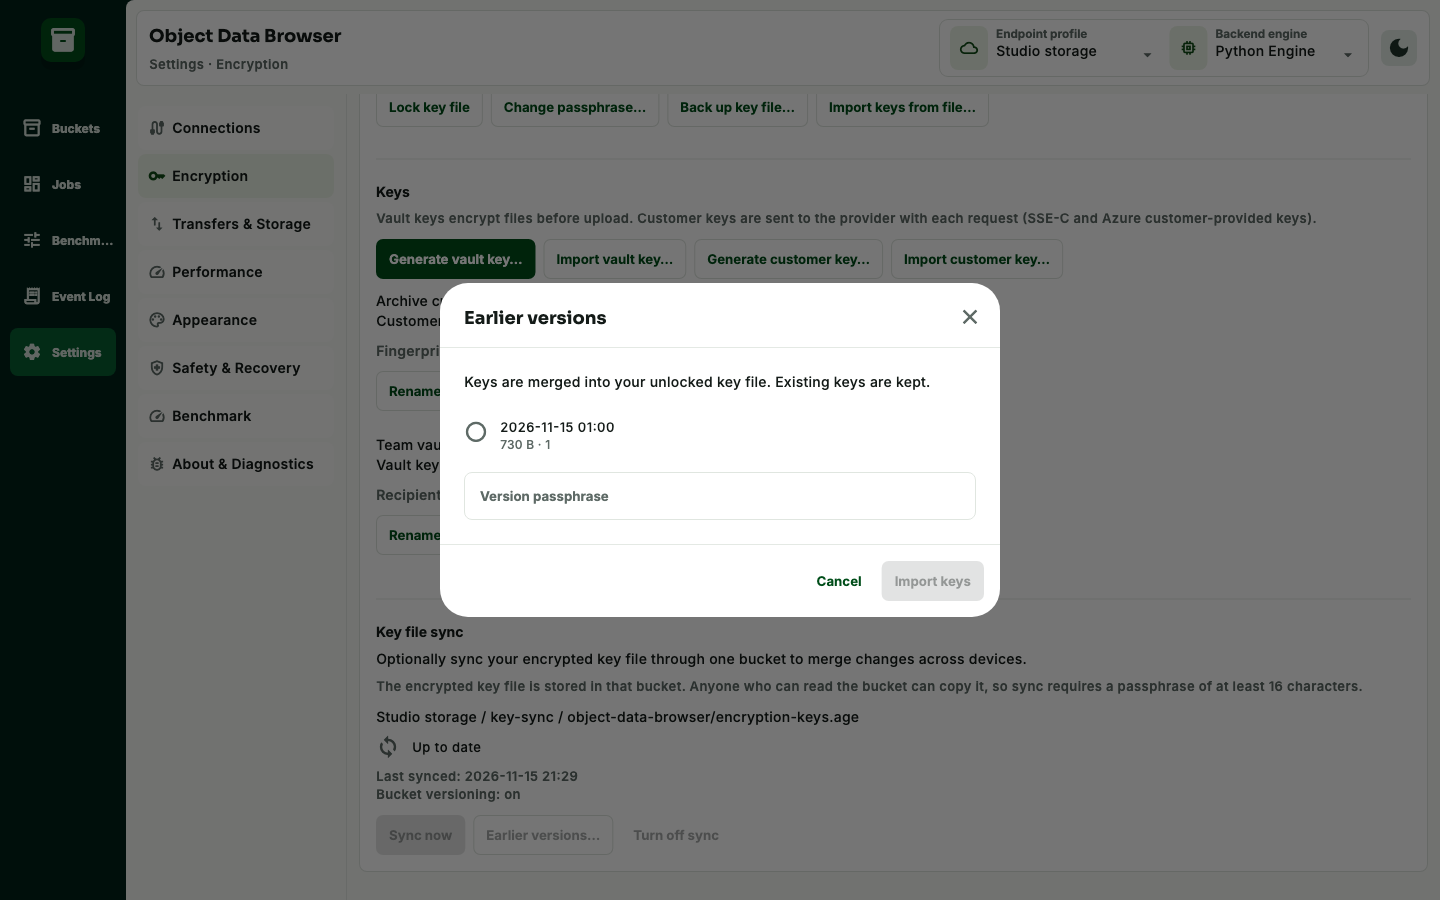 Object Data Browser
Settings · Encryption
Endpoint profile
Studio storage
Backend engine
Python Engine
Buckets
Jobs
Benchm...
Event Log
Settings
Connections
Encryption
Transfers & Storage
Performance
Appearance
Safety & Recovery
Benchmark
About & Diagnostics
Lock key file
Change passphrase...
Back up key file...
Import keys from file...
Keys
Vault keys encrypt files before upload. Customer keys are sent to the provider with each request (SSE-C and Azure customer-provided keys).
Generate vault key...
Import vault key...
Generate customer key...
Import customer key...
Archive c
Customer
Fingerpri
Rename
Team vau
Vault key
Recipient
Rename
Earlier versions
Keys are merged into your unlocked key file. Existing keys are kept.
2026-11-15 01:00
730 B · 1
Version passphrase
Cancel
Import keys
Key file sync
Optionally sync your encrypted key file through one bucket to merge changes across devices.
The encrypted key file is stored in that bucket. Anyone who can read the bucket can copy it, so sync requires a passphrase of at least 16 characters.
Studio storage / key-sync / object-data-browser/encryption-keys.age
Up to date
Last synced: 2026-11-15 21:29
Bucket versioning: on
Sync now
Earlier versions...
Turn off sync